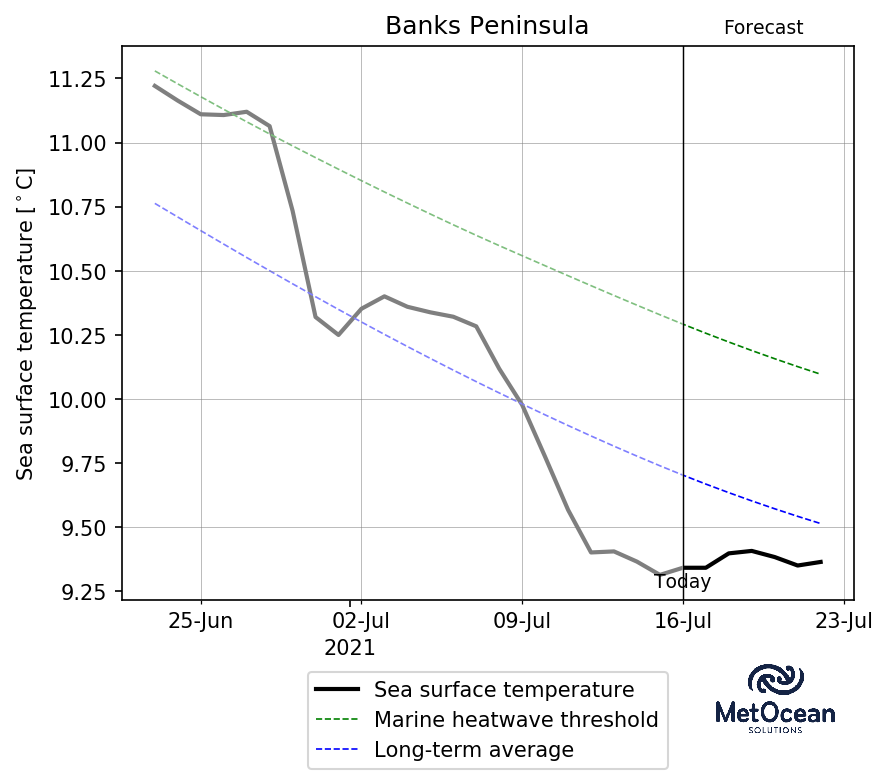 Banks Peninsula
Forecast
Sea surface temperature [°C]
11.25
11.00
10.75
10.50
10.25
10.00
9.75
9.50
9.25
Today
25-Jun 02-Jul 09-Jul 16-Jul 23-Jul
2021
Sea surface temperature
Marine heatwave threshold
Long-term average
MetOcean
SOLUTIONS